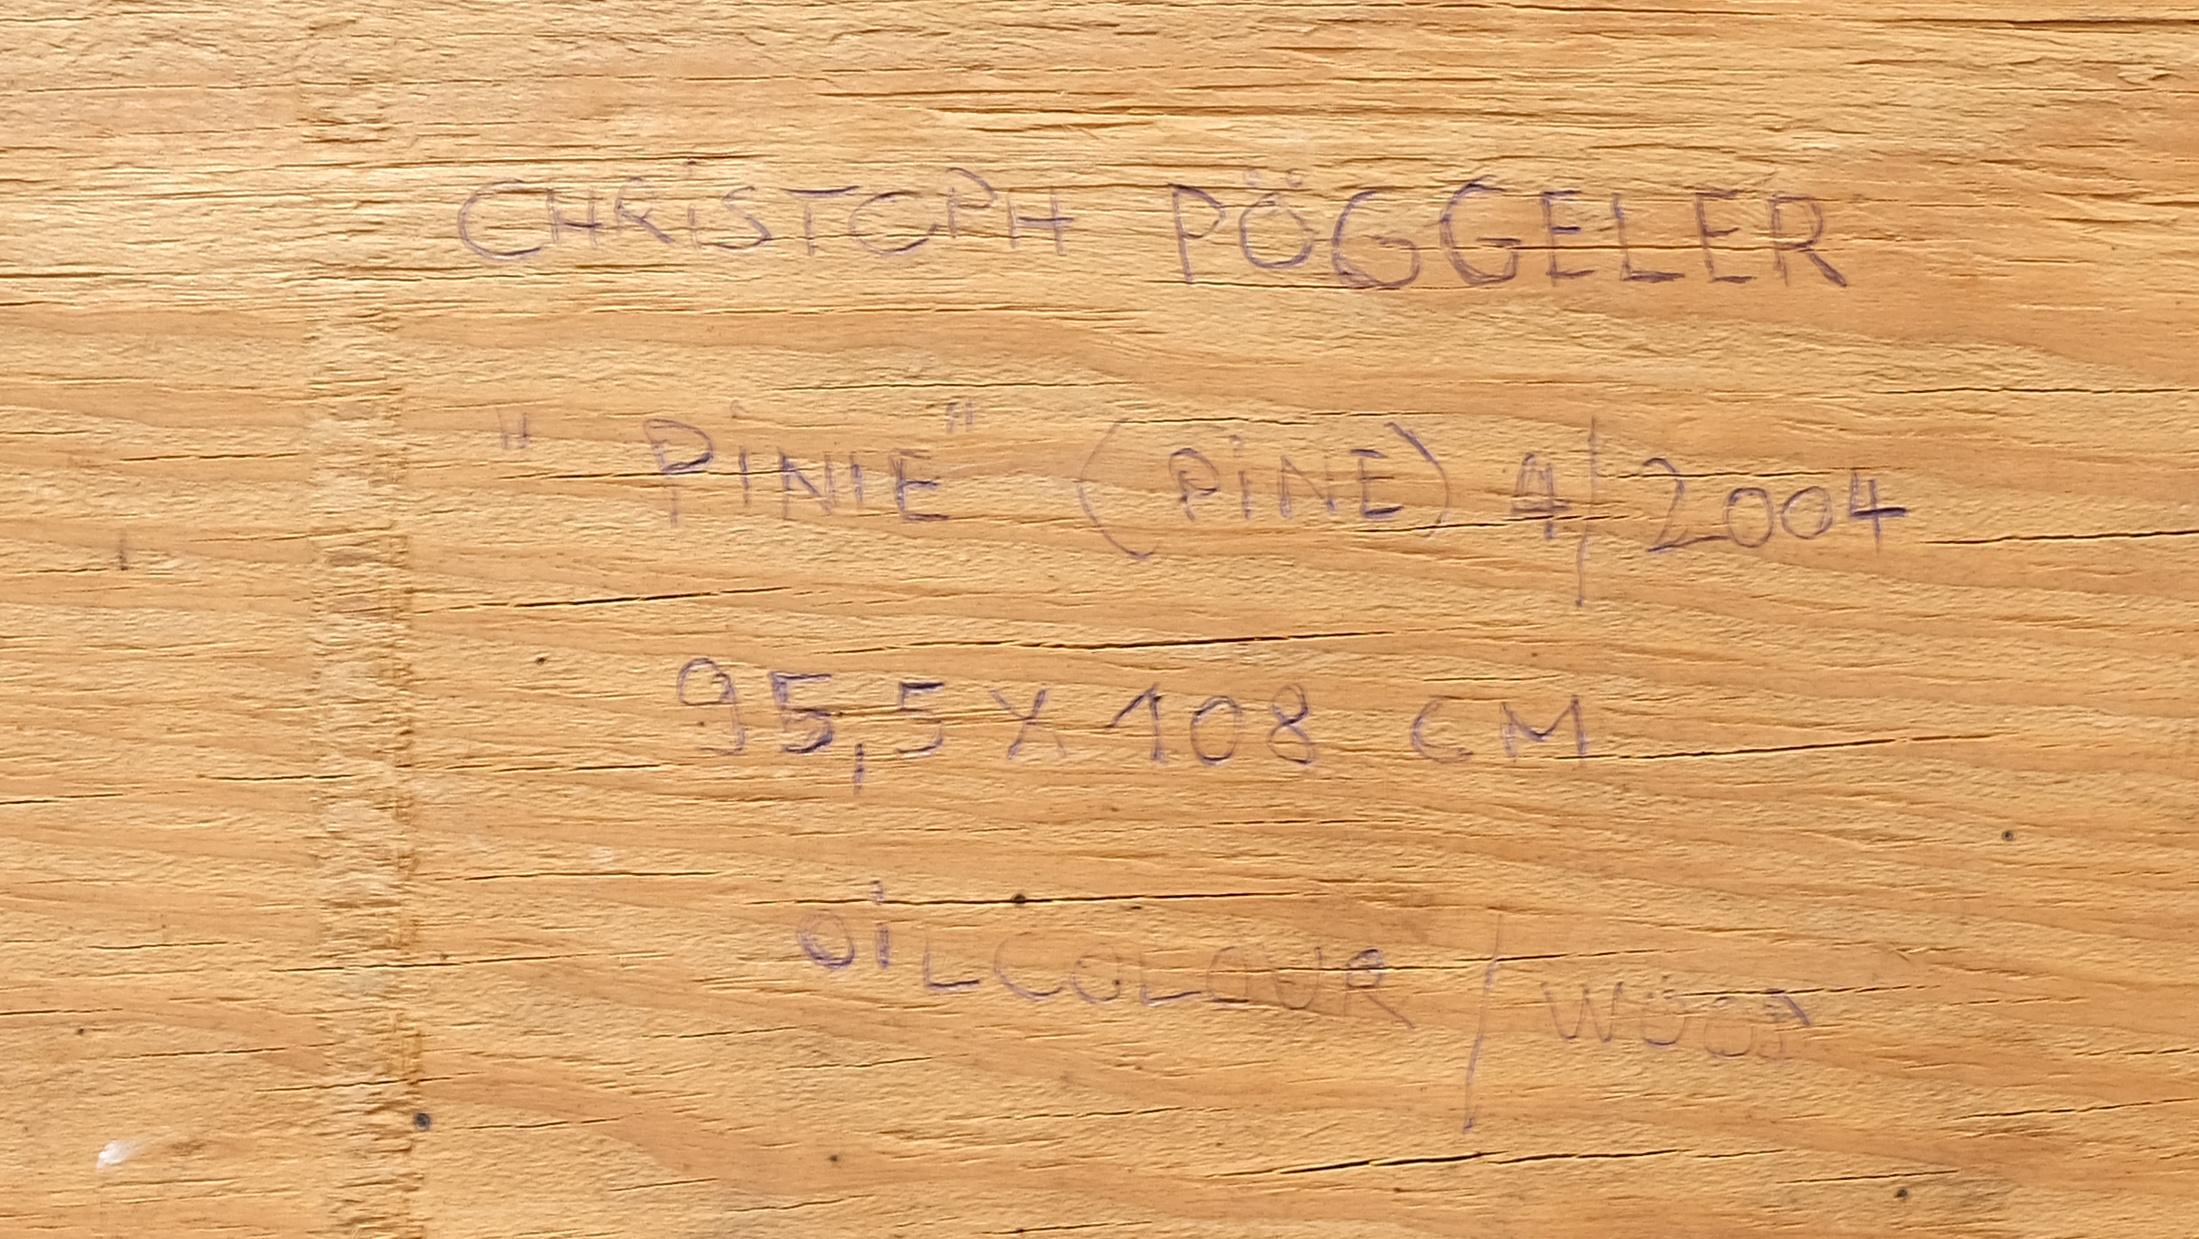 CHRiSTOPH PÖGGELER
" PiNIE " (PiNE) 4/2004
95,5 X 108 CM
OiLCOLOUR / WOOD